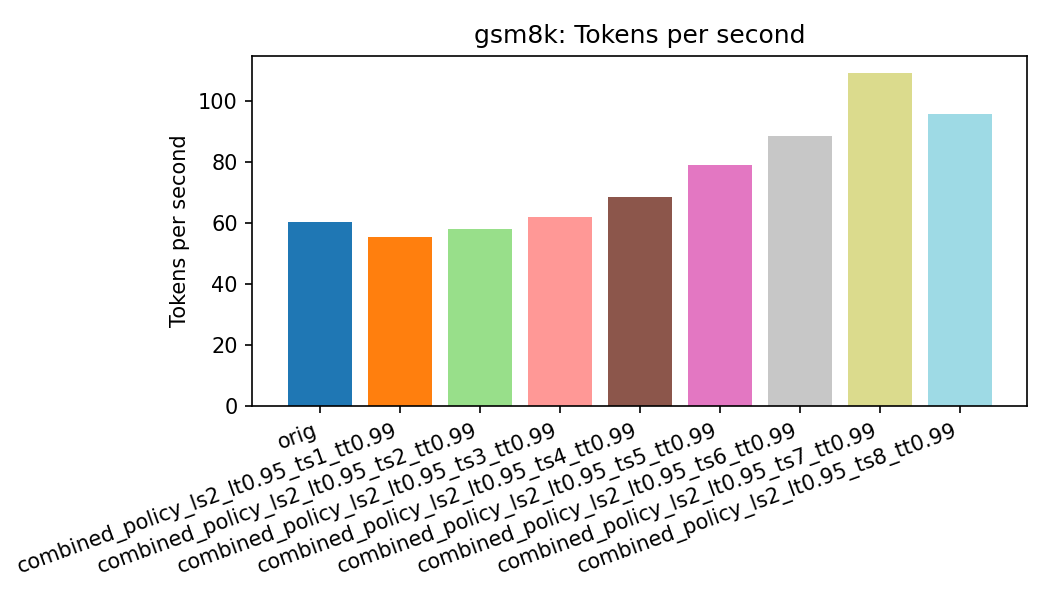 gsm8k: Tokens per second
Tokens per second
100
80
60
40
20
0
orig
combined_policy_ls2_lt0.95_ts1_tt0.99
combined_policy_ls2_lt0.95_ts2_tt0.99
combined_policy_ls2_lt0.95_ts3_tt0.99
combined_policy_ls2_lt0.95_ts4_tt0.99
combined_policy_ls2_lt0.95_ts5_tt0.99
combined_policy_ls2_lt0.95_ts6_tt0.99
combined_policy_ls2_lt0.95_ts7_tt0.99
combined_policy_ls2_lt0.95_ts8_tt0.99